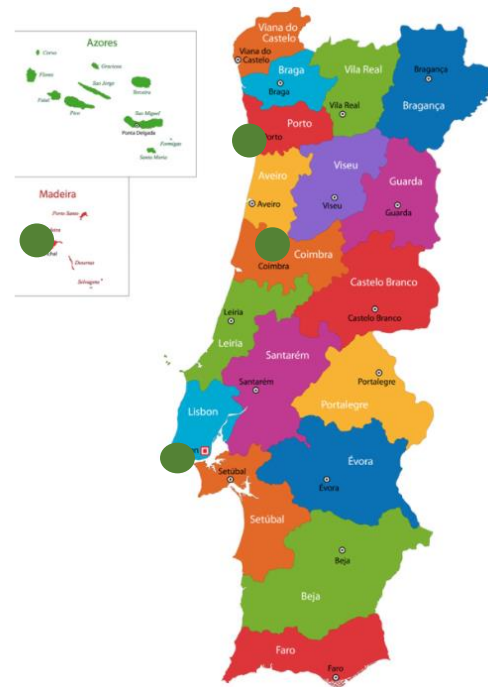 Azores
Corvo
Flores
Graciosa
Faial
San Jorge
Pico
Terceira
San Miguel
Ponta Delgada
Formigas
Santa Maria
Madeira
Porto Santo
Desertas
Selvagens
Viana do
Castelo
Viana do
Castelo
Braga
Braga
Vila Real
Vila Real
Bragança
Bragança
Porto
Aveiro
Aveiro
Viseu
Viseu
Guarda
Guarda
Coimbra
Coimbra
Castelo Branco
Castelo Branco
Leiria
Leiria
Santarém
Santarém
Portalegre
Portalegre
Lisbon
Setúbal
Setúbal
Évora
Évora
Beja
Beja
Faro
Faro